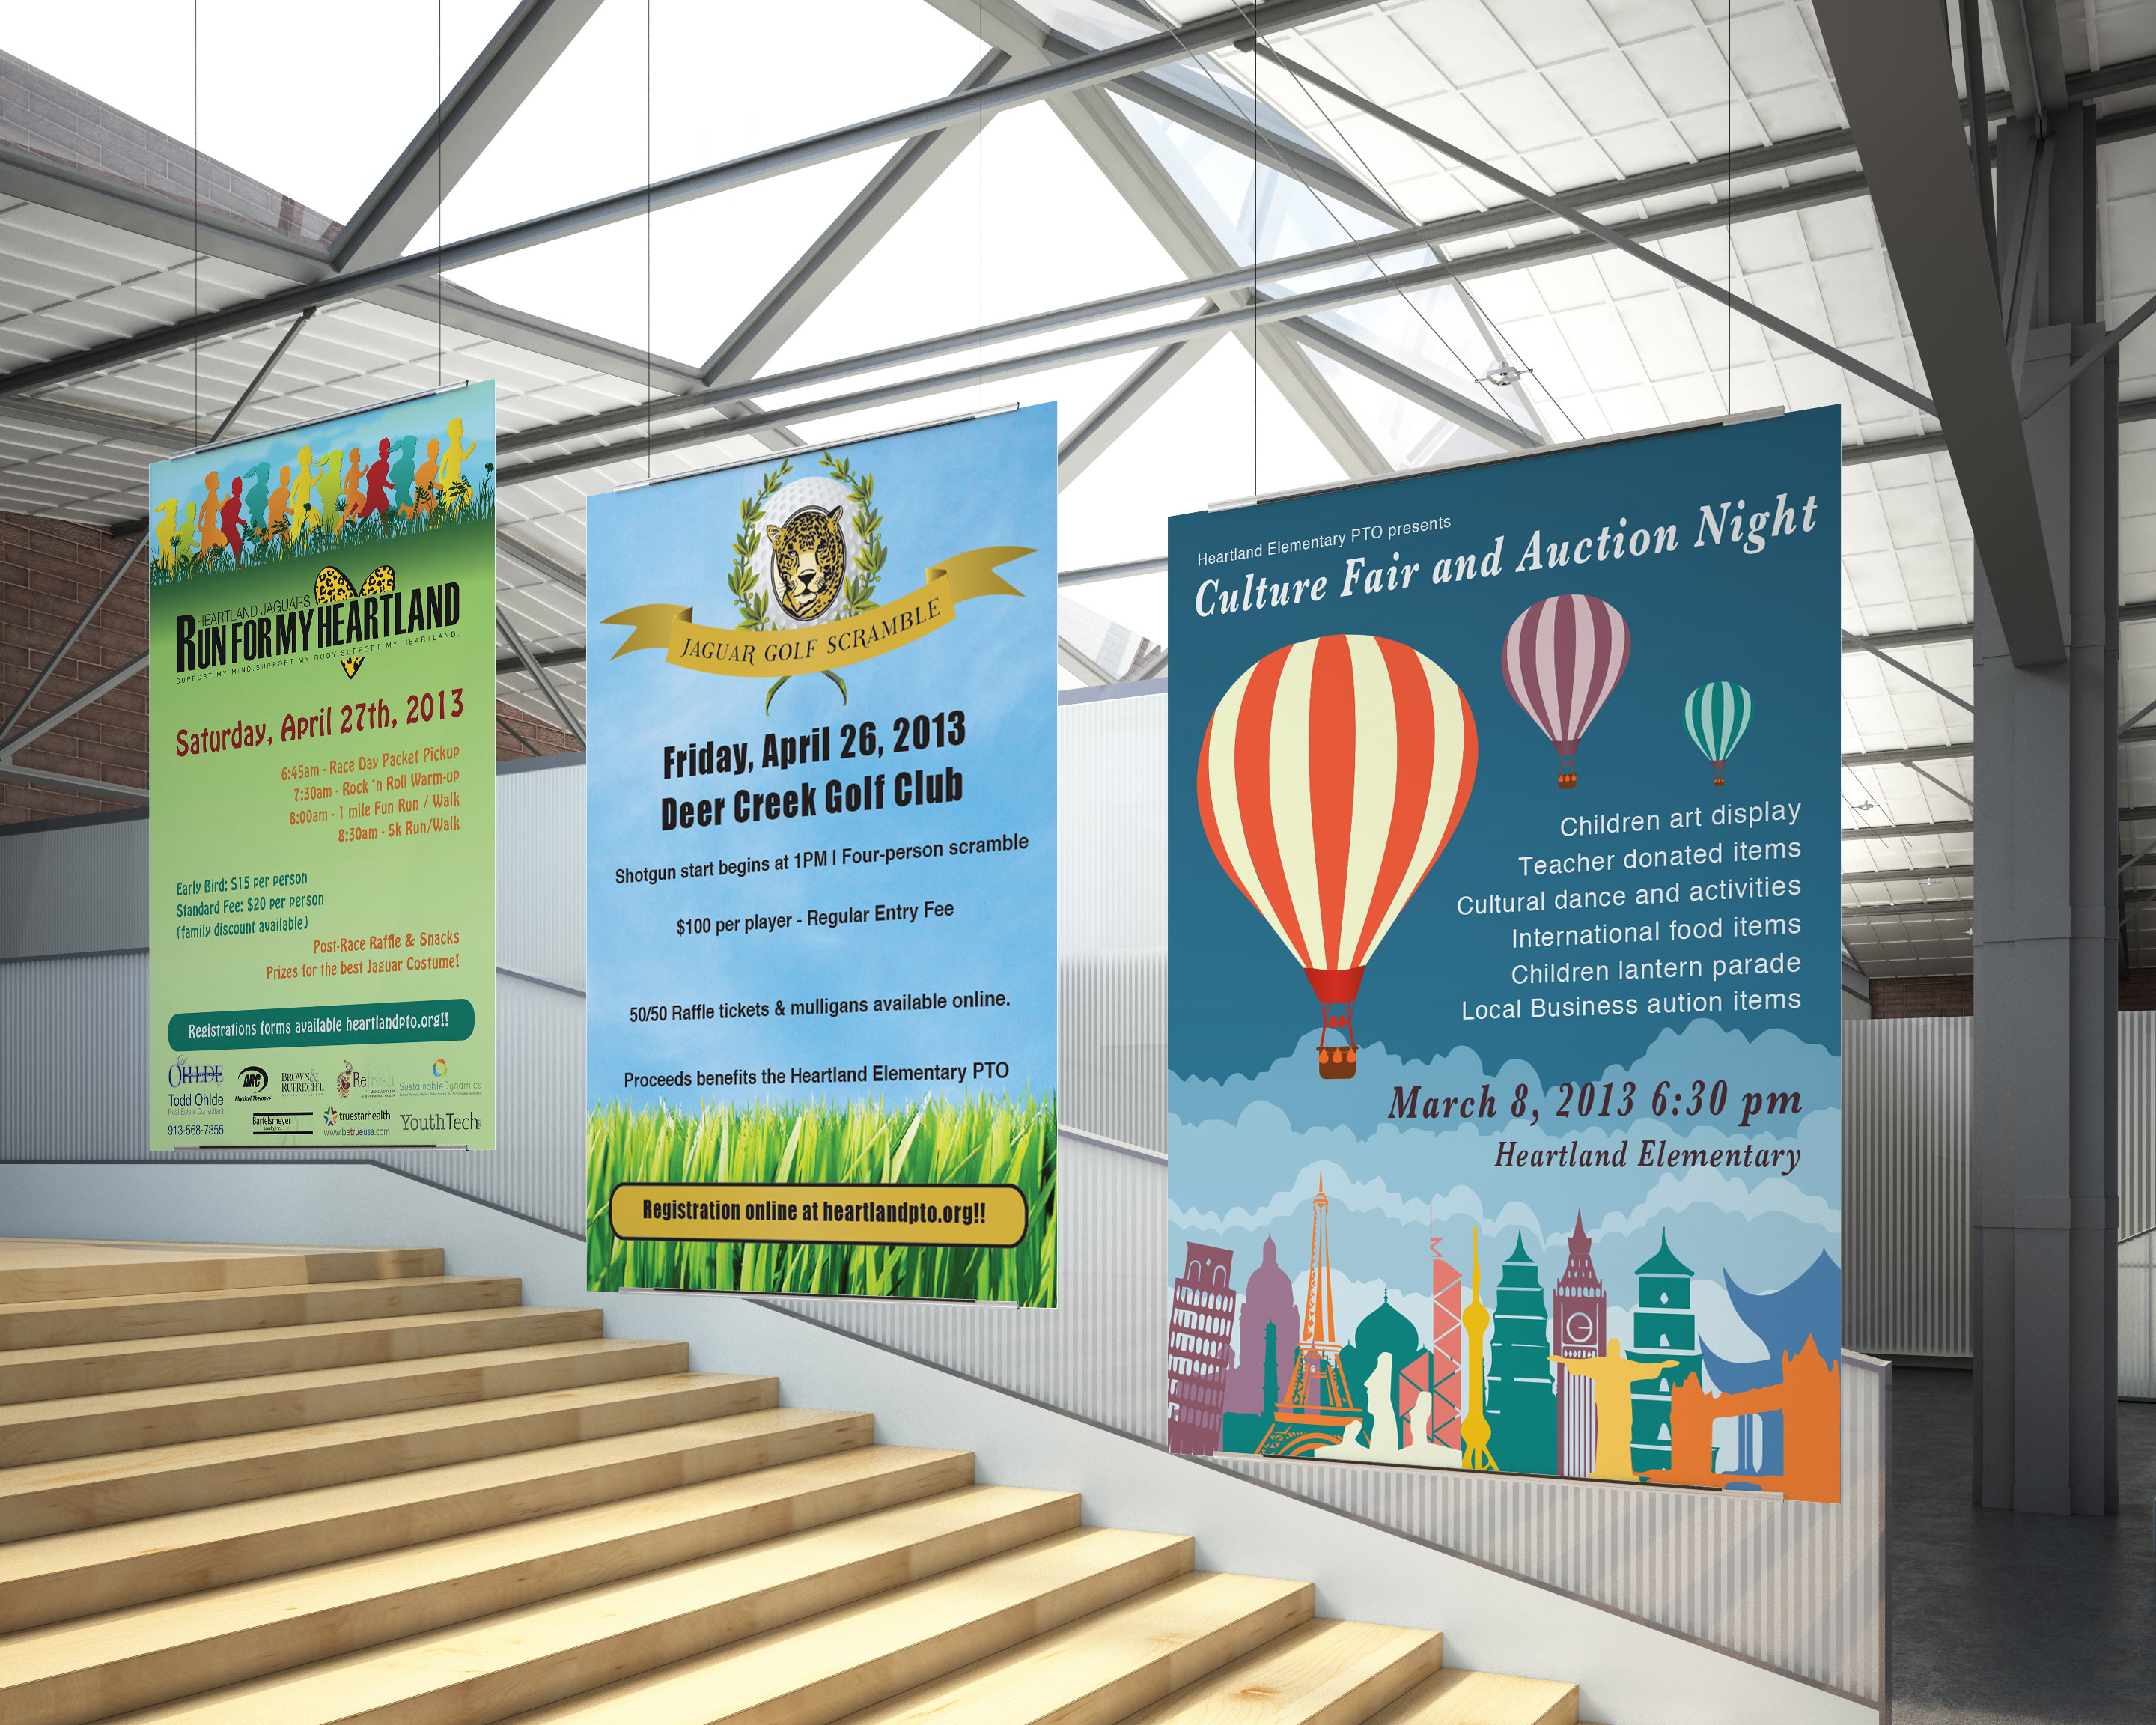 HEARTLAND JAGUARS
RUN FOR MY HEARTLAND
SUPPORT MY MIND. SUPPORT MY BODY. SUPPORT MY HEARTLAND.
Saturday, April 27th, 2013
6:45am - Race Day Packet Pickup
7:30am - Rock 'n Roll Warm-up
8:00am - 1 mile Fun Run / Walk
8:30am - 5k Run/Walk
Early Bird: $15 per person
Standard Fee: $20 per person
(family discount available)
Post-Race Raffle & Snacks
Prizes for the best Jaguar Costume!
Registrations forms available heartlandpto.org!!
OHLDE
Todd Ohlde
Real Estate Consultant
913-568-7355
ARC
Physical Therapy+
BROWN &
RUPRECHT
Refresh
SustainableDynamics
Bartelsmeyer
truestarhealth
www.betrueusa.com
YouthTech
JAGUAR GOLF SCRAMBLE
Friday, April 26, 2013
Deer Creek Golf Club
Shotgun start begins at 1PM | Four-person scramble
$100 per player - Regular Entry Fee
50/50 Raffle tickets & mulligans available online.
Proceeds benefits the Heartland Elementary PTO
Registration online at heartlandpto.org!!
Heartland Elementary PTO presents
Culture Fair and Auction Night
Children art display
Teacher donated items
Cultural dance and activities
International food items
Children lantern parade
Local Business aution items
March 8, 2013 6:30 pm
Heartland Elementary